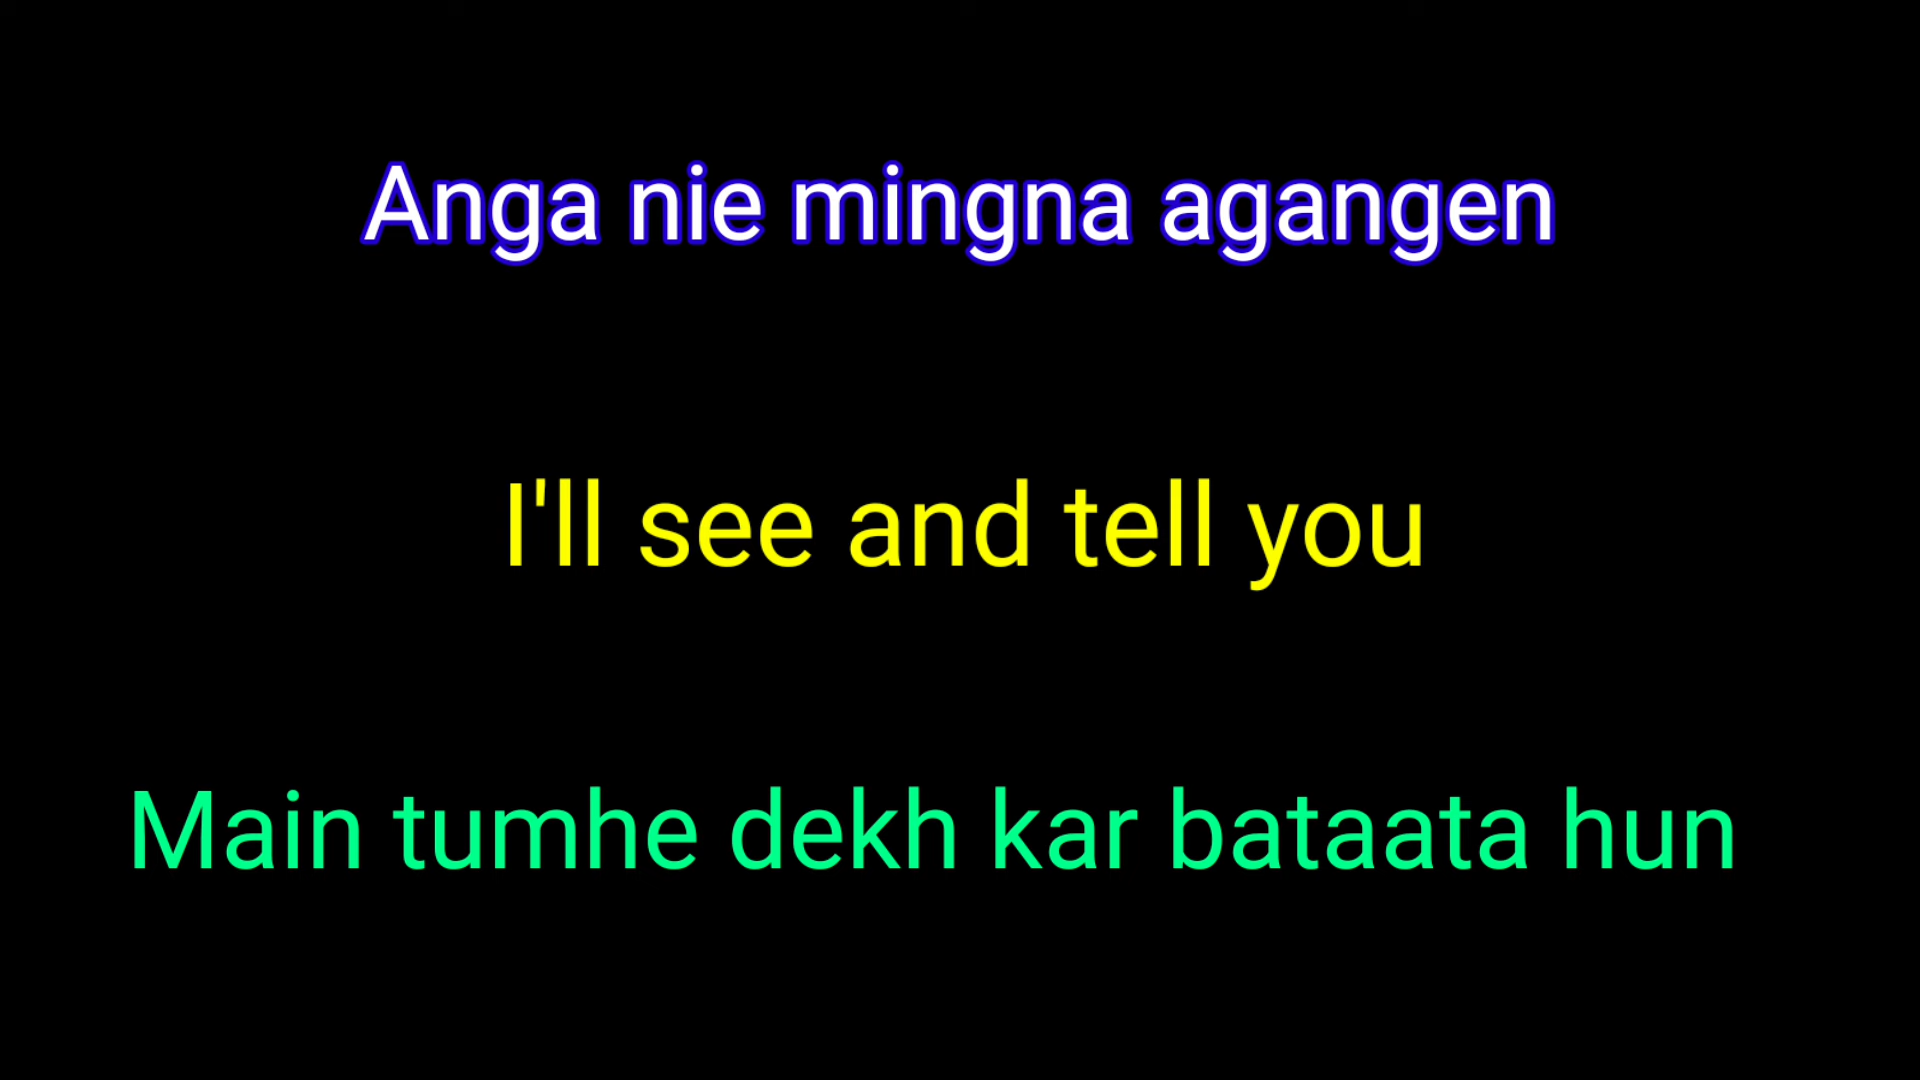 Anga nie mingna agangen
I'll see and tell you
Main tumhe dekh kar bataata hun